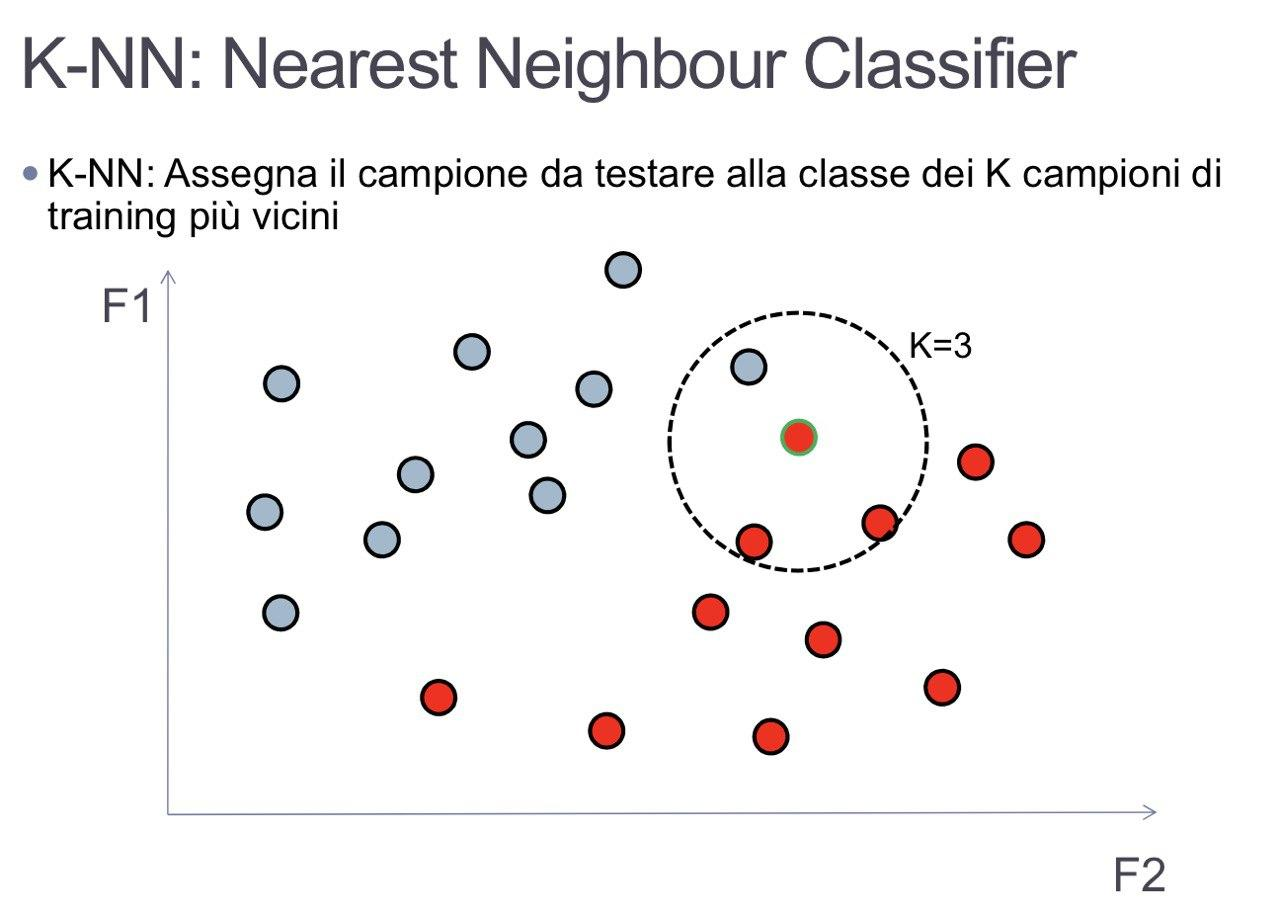 K-NN: Nearest Neighbour Classifier
K-NN: Assegna il campione da testare alla classe dei K campioni di
training più vicini
F1
K=3
F2